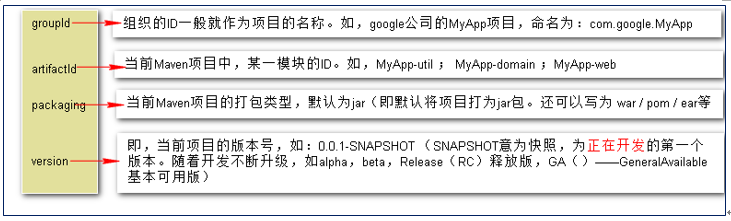 groupId
组织的ID一般就作为项目的名称。如，google公司的MyApp项目，命名为：com.google.MyApp
artifactId
当前Maven项目中，某一模块的ID。如，MyApp-util ； MyApp-domain ；MyApp-web
packaging
当前Maven项目的打包类型，默认为jar（即默认将项目打为jar包。还可以写为 war / pom / ear等
version
即，当前项目的版本号，如：0.0.1-SNAPSHOT（SNAPSHOT意为快照，为正在开发的第一个
版本。随着开发不断升级，如alpha，beta，Release（RC）释放版，GA（）——GeneralAvailable
基本可用版）